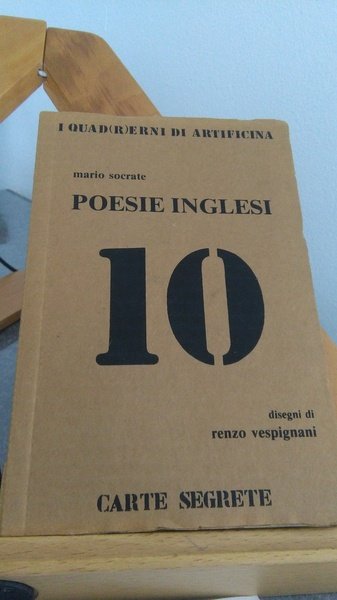 I QUAD(R)ERNI DI ARTIFICINA
mario socrate
POESIE INGLESI
10
disegni di
renzo vespignani
CARTE SEGRETE